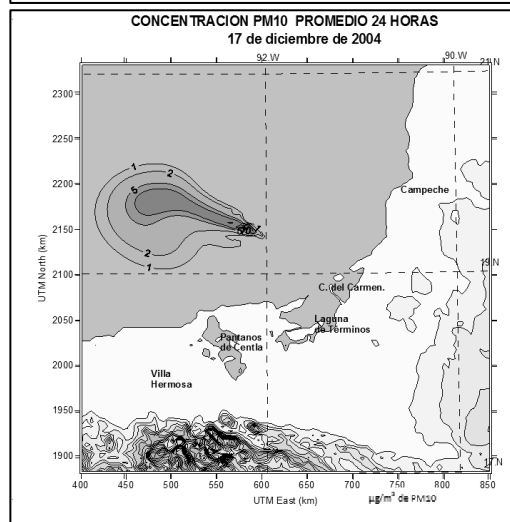 CONCENTRACION PM10 PROMEDIO 24 HORAS
17 de diciembre de 2004
92.W
90.W
21.N
2300
2250
2200
2150
2100
2050
2000
1950
1900
UTM North (km)
1
2
5
2
1
Campeche
19.N
C. del Carmen.
Laguna
de Términos
Pantanos
de Centla
Villa
Hermosa
17.N
400 450 500 550 600 650 700 750 800 850
UTM East (km)
µg/m³ de PM10